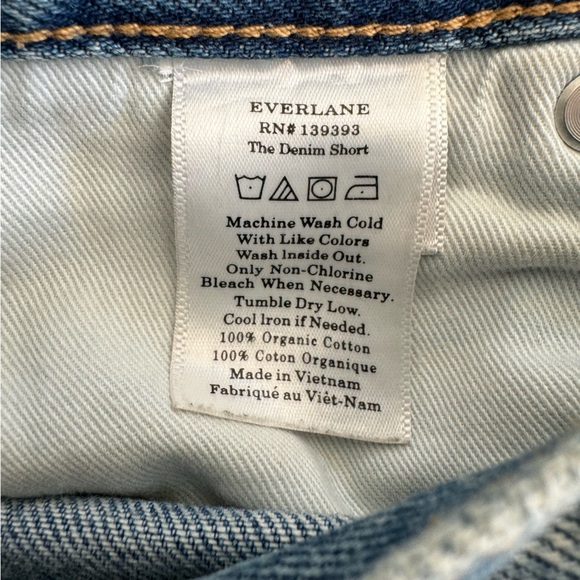 EVERLANE
RN# 139393
The Denim Short
Machine Wash Cold
With Like Colors
Wash Inside Out.
Only Non-Chlorine
Bleach When Necessary.
Tumble Dry Low.
Cool Iron if Needed.
100% Organic Cotton
100% Coton Organique
Made in Vietnam
Fabriqué au Viêt-Nam